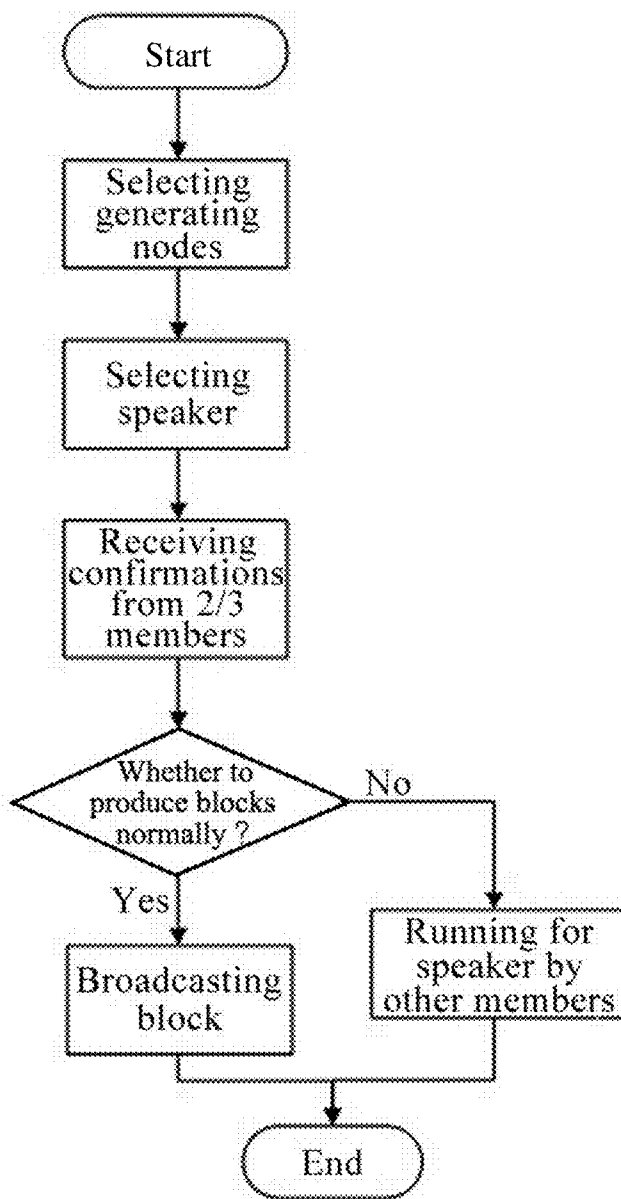 Start
Selecting
generating
nodes
Selecting
speaker
Receiving
confirmations
from 2/3
members
Whether to
produce blocks
normally ?
No
Yes
Broadcasting
block
Running for
speaker by
other members
End